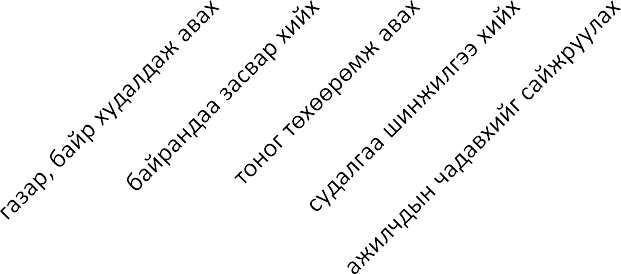 газар, байр худалдаж авах
байрандаа засвар хийх
тоног төхөөрөмж авах
судалгаа шинжилгээ хийх
ажилчдын чадавхийг сайжруулах